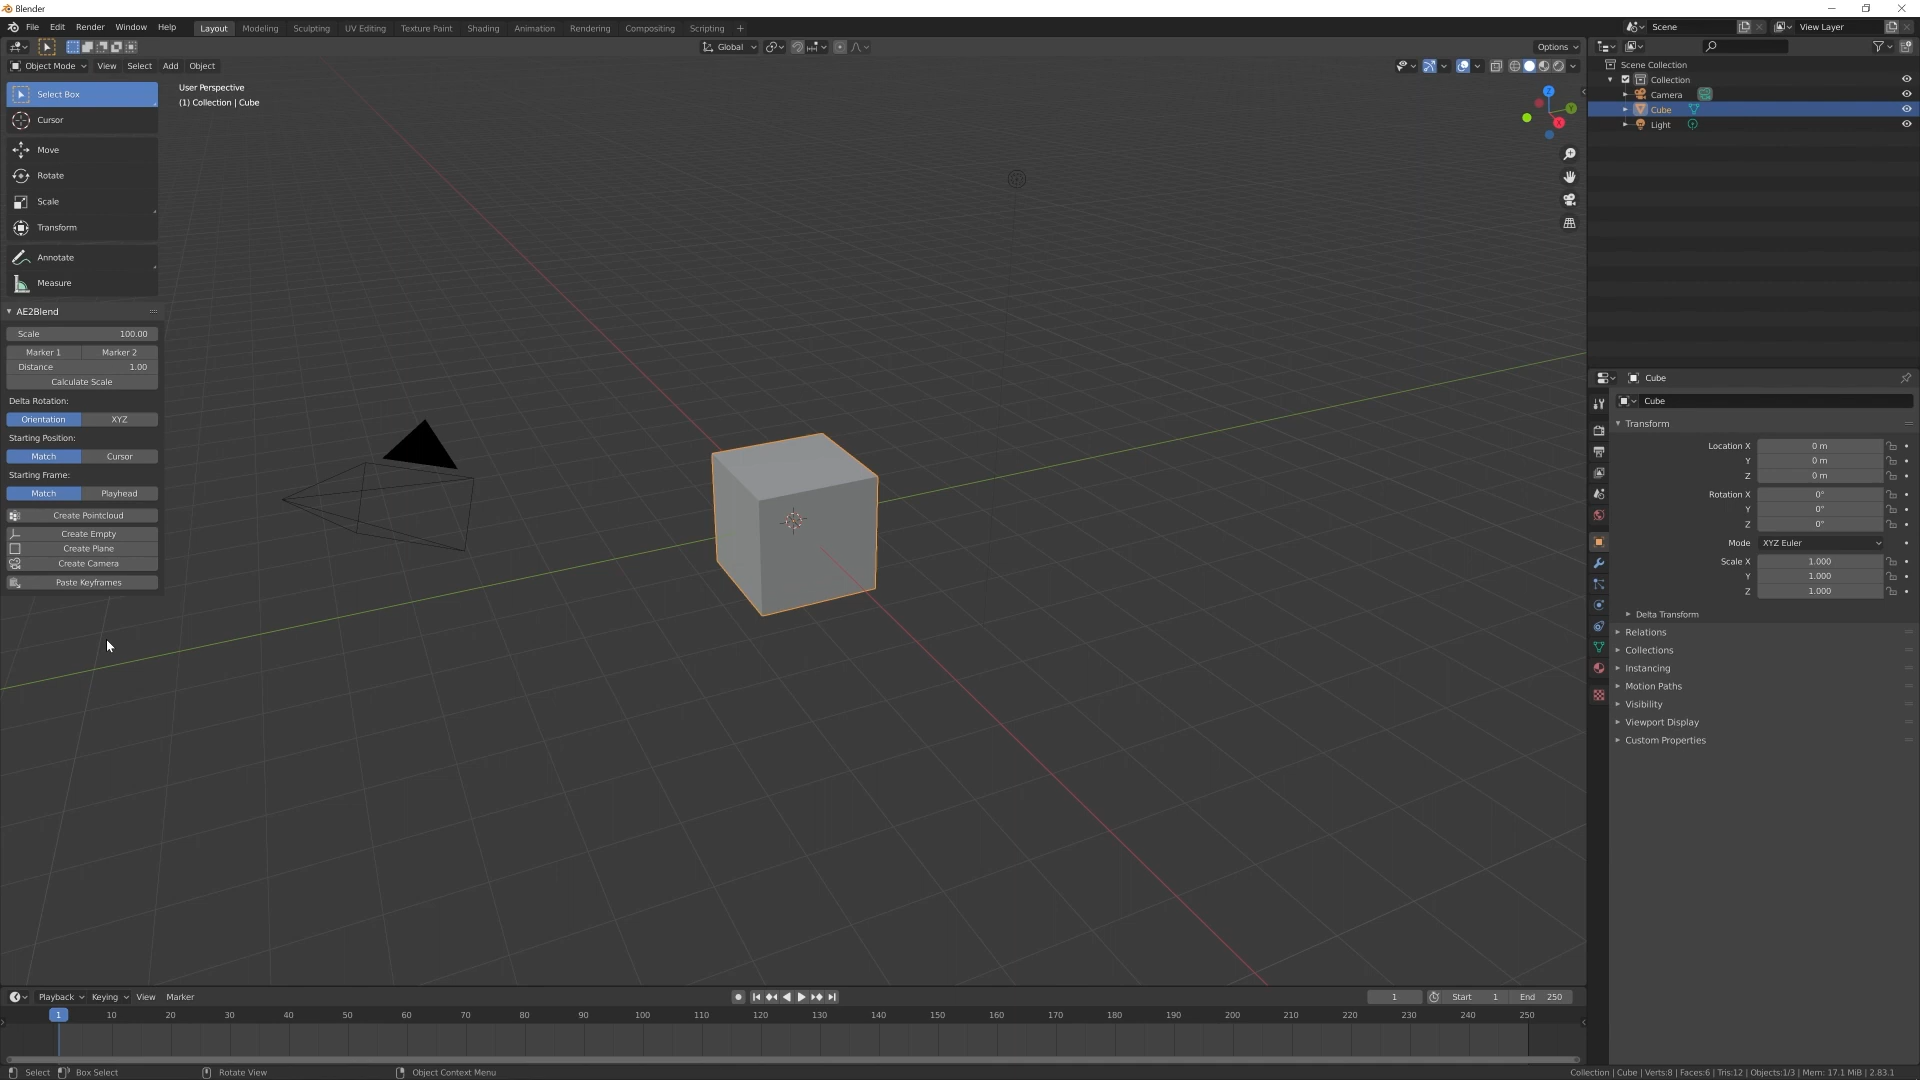 Blender
File Edit Render Window Help Layout Modeling Sculpting UV Editing Texture Paint Shading Animation Rendering Compositing Scripting + Scene View Layer
Global Options
Object Mode View Select Add Object
User Perspective
(1) Collection | Cube
Select Box
Cursor
Move
Rotate
Scale
Transform
Annotate
Measure
AE2Blend
Scale 100.00
Marker 1 Marker 2
Distance 1.00
Calculate Scale
Delta Rotation:
Orientation XYZ
Starting Position:
Match Cursor
Starting Frame:
Match Playhead
Create Pointcloud
Create Empty
Create Plane
Create Camera
Paste Keyframes
Z
Y
X
Scene Collection
Collection
Camera
Cube
Light
Cube
Cube
Transform
Location X 0 m
Y 0 m
Z 0 m
Rotation X 0°
Y 0°
Z 0°
Mode XYZ Euler
Scale X 1.000
Y 1.000
Z 1.000
Delta Transform
Relations
Collections
Instancing
Motion Paths
Visibility
Viewport Display
Custom Properties
Playback Keying View Marker 1 Start 1 End 250
1 10 20 30 40 50 60 70 80 90 100 110 120 130 140 150 160 170 180 190 200 210 220 230 240 250
Select Box Select Rotate View Object Context Menu Collection | Cube | Verts:8 | Faces:6 | Tris:12 | Objects:1/3 | Mem: 17.1 MiB | 2.83.1